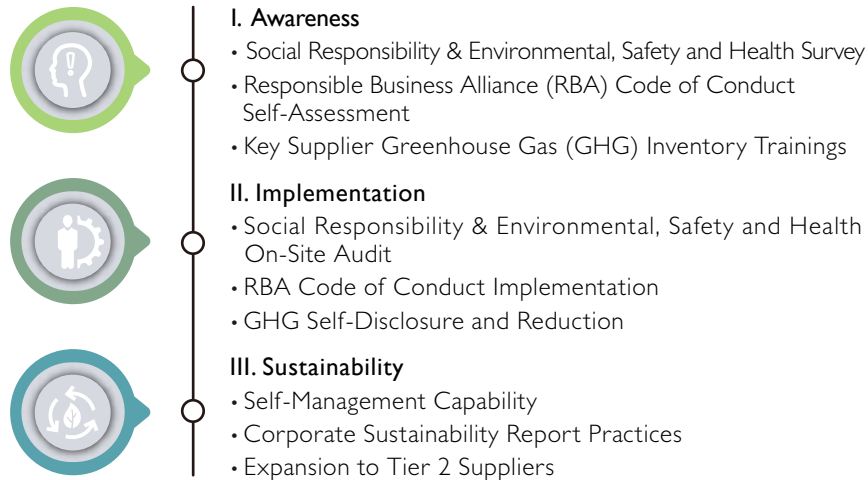 I. Awareness
• Social Responsibility & Environmental, Safety and Health Survey
• Responsible Business Alliance (RBA) Code of Conduct
Self-Assessment
• Key Supplier Greenhouse Gas (GHG) Inventory Trainings
II. Implementation
• Social Responsibility & Environmental, Safety and Health
On-Site Audit
• RBA Code of Conduct Implementation
• GHG Self-Disclosure and Reduction
III. Sustainability
• Self-Management Capability
• Corporate Sustainability Report Practices
• Expansion to Tier 2 Suppliers